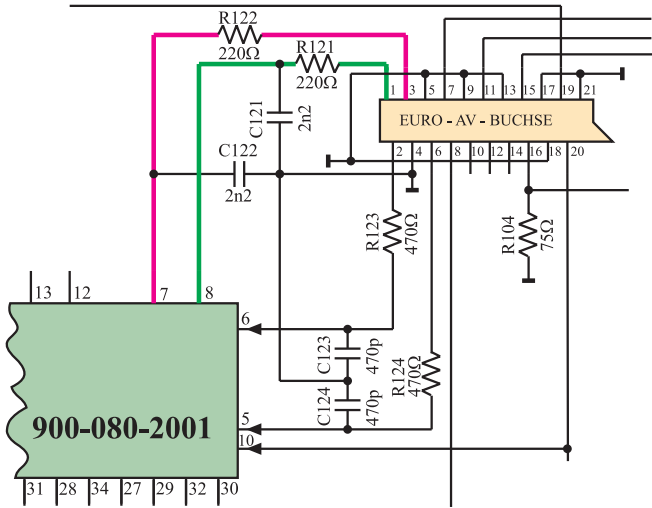 R122
220Ω
R121
220Ω
1
3
5
7
9
11
13
15
17
19
21
EURO - AV - BUCHSE
2
4
6
8
10
12
14
16
18
20
C121
2n2
C122
2n2
R123
470Ω
R104
75Ω
13
12
7
8
6
C123
470p
C124
470p
R124
470Ω
5
10
900-080-2001
31
28
34
27
29
32
30